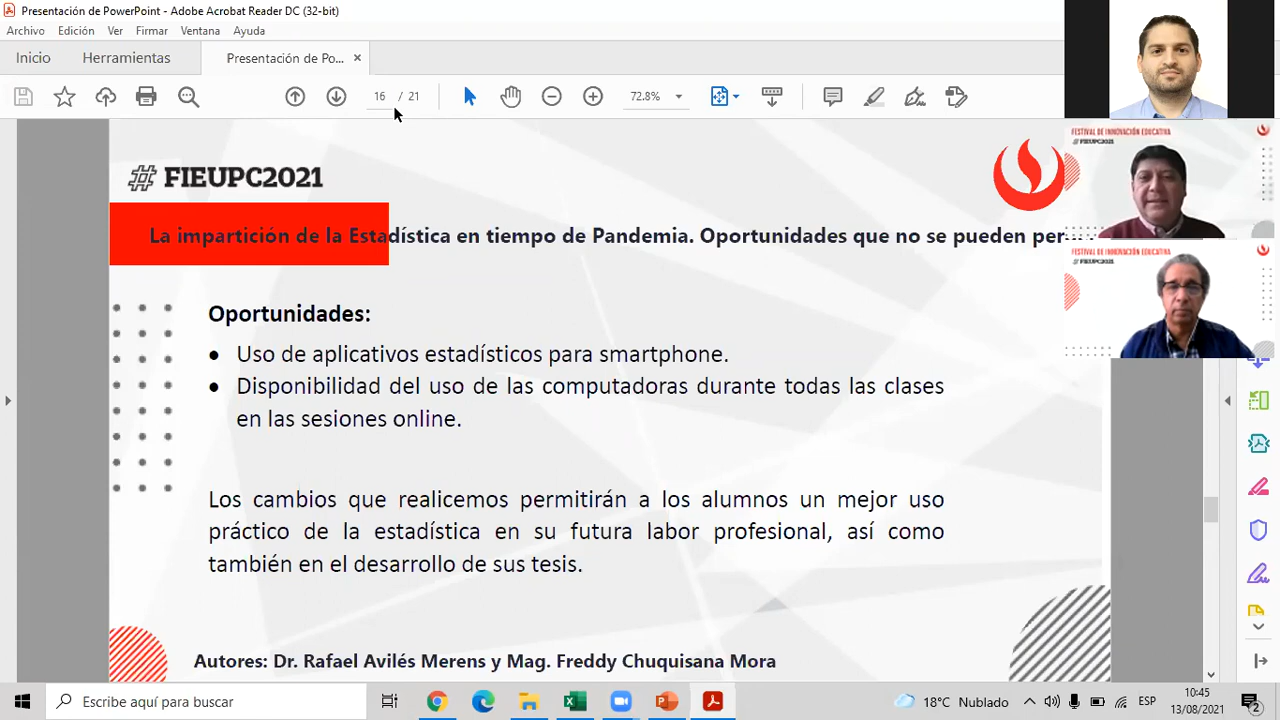 Presentación de PowerPoint - Adobe Acrobat Reader DC (32-bit)
Archivo Edición Ver Firmar Ventana Ayuda
Inicio Herramientas Presentación de Po... ×
16 / 21 72.8%
# FIEUPC2021
La impartición de la Estadística en tiempo de Pandemia. Oportunidades que no se pueden
Oportunidades:
● Uso de aplicativos estadísticos para smartphone.
● Disponibilidad del uso de las computadoras durante todas las clases
en las sesiones online.
Los cambios que realicemos permitirán a los alumnos un mejor uso
práctico de la estadística en su futura labor profesional, así como
también en el desarrollo de sus tesis.
Autores: Dr. Rafael Avilés Merens y Mag. Freddy Chuquisana Mora
FESTIVAL DE INNOVACIÓN EDUCATIVA
# FIEUPC2021
FESTIVAL DE INNOVACIÓN EDUCATIVA
# FIEUPC2021
Escribe aquí para buscar
18°C Nublado ESP 10:45
13/08/2021 2